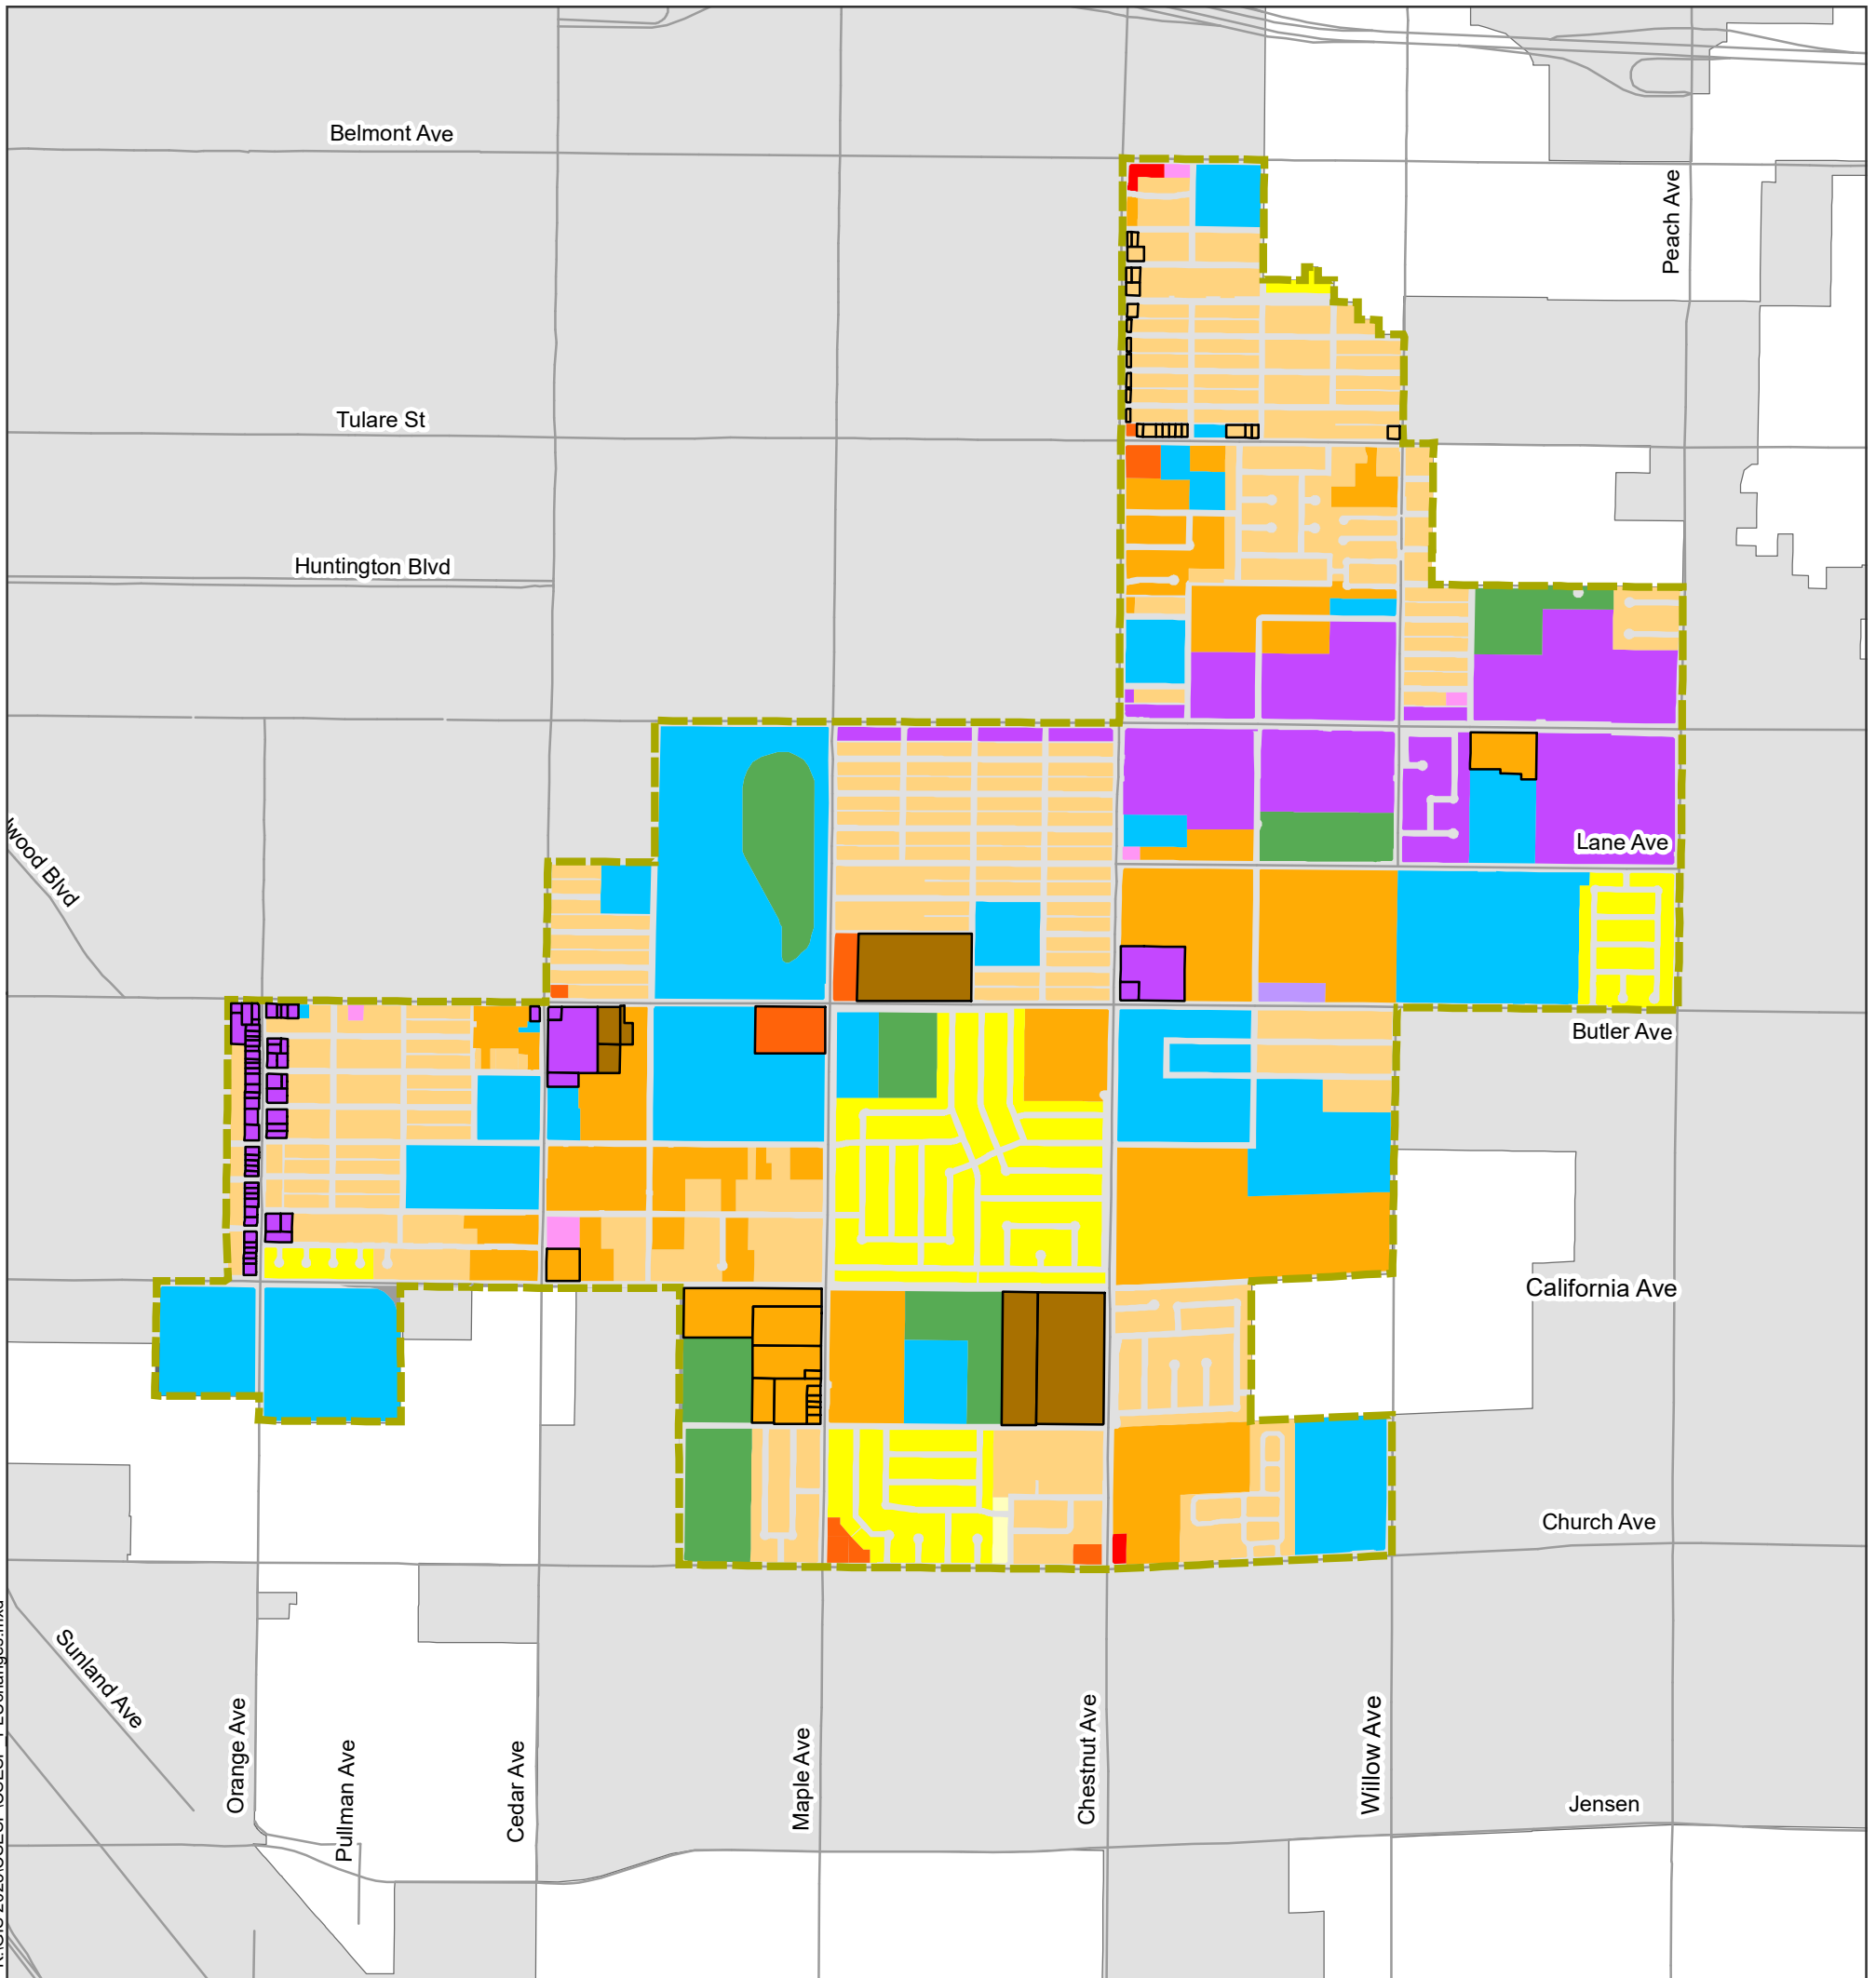 Belmont Ave
Peach Ave
Tulare St
Huntington Blvd
Lane Ave
lwood Blvd
Butler Ave
California Ave
Church Ave
Sunland Ave
Orange Ave
Pullman Ave
Cedar Ave
Maple Ave
Chestnut Ave
Willow Ave
Jensen